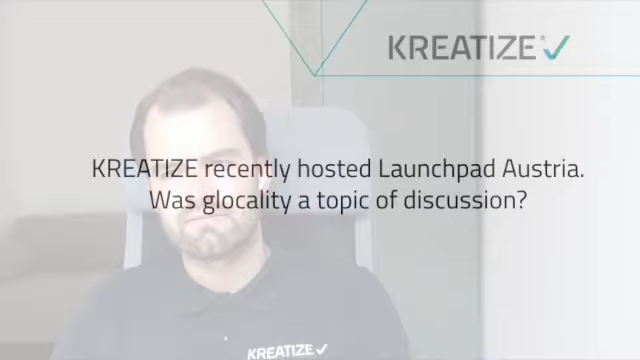 KREATIZE
KREATIZE recently hosted Launchpad Austria.
Was glocality a topic of discussion?
KREATIZE